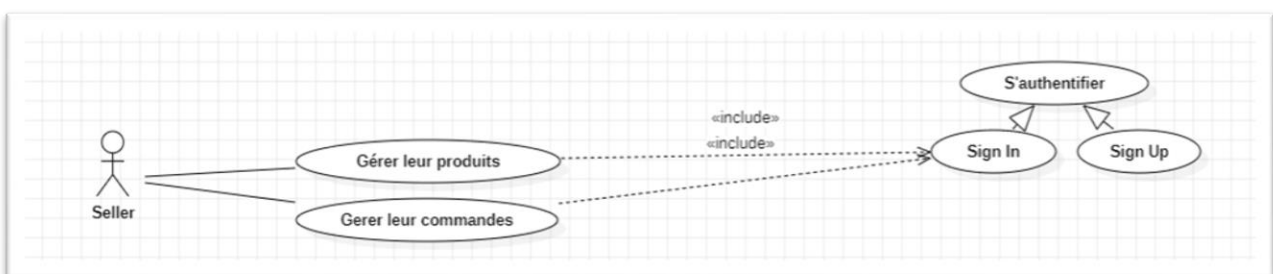 S'authentifier
«include»
«include»
Sign In
Sign Up
Gérer leur produits
Seller
Gerer leur commandes